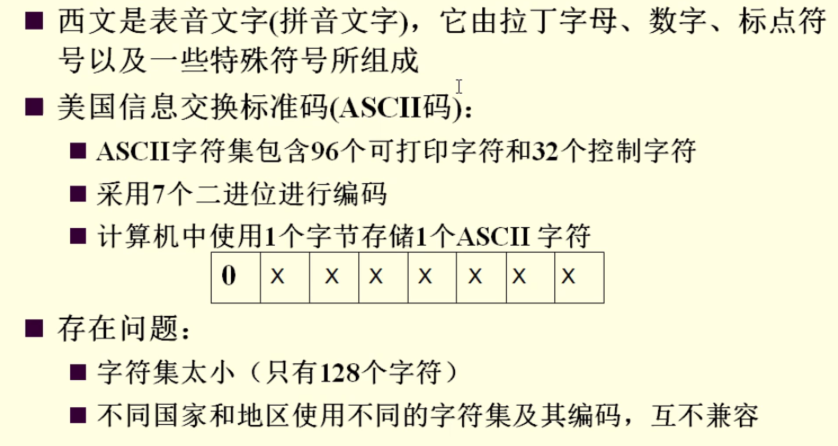 ■ 西文是表音文字(拼音文字)，它由拉丁字母、数字、标点符
号以及一些特殊符号所组成
■ 美国信息交换标准码(ASCII码)：
■ ASCII字符集包含96个可打印字符和32个控制字符
■ 采用7个二进位进行编码
■ 计算机中使用1个字节存储1个ASCII 字符
0 X X X X X X X
■ 存在问题：
■ 字符集太小（只有128个字符）
■ 不同国家和地区使用不同的字符集及其编码，互不兼容